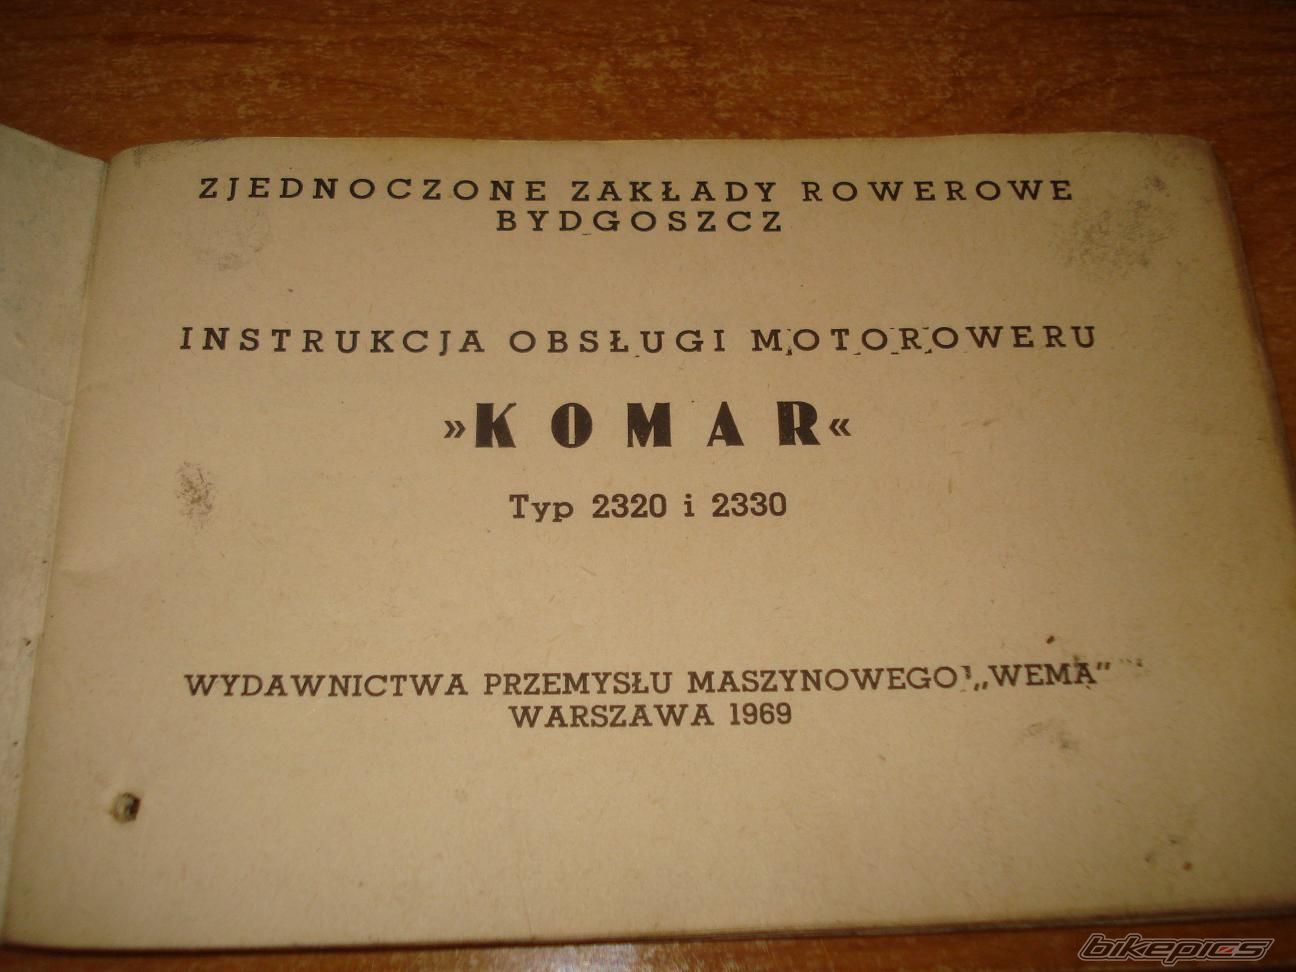 ZJEDNOCZONE ZAKŁADY ROWEROWE
BYDGOSZCZ
INSTRUKCJA OBSŁUGI MOTOROWERU
»KOMAR«
Typ 2320 i 2330
WYDAWNICTWA PRZEMYSŁU MASZYNOWEGO „WEMA"
WARSZAWA 1969
bikepics